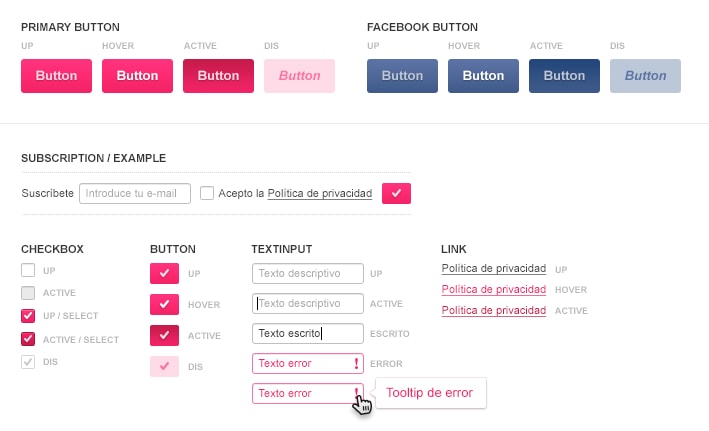 PRIMARY BUTTON
UP HOVER ACTIVE DIS
Button Button Button Button
FACEBOOK BUTTON
UP HOVER ACTIVE DIS
Button Button Button Button
SUBSCRIPTION / EXAMPLE
Suscríbete Introduce tu e-mail Acepto la Política de privacidad
CHECKBOX
UP
ACTIVE
UP / SELECT
ACTIVE / SELECT
DIS
BUTTON
UP
HOVER
ACTIVE
DIS
TEXTINPUT
Texto descriptivo UP
Texto descriptivo ACTIVE
Texto escrito ESCRITO
Texto error ! ERROR
Texto error ! Tooltip de error
LINK
Política de privacidad UP
Política de privacidad HOVER
Política de privacidad ACTIVE